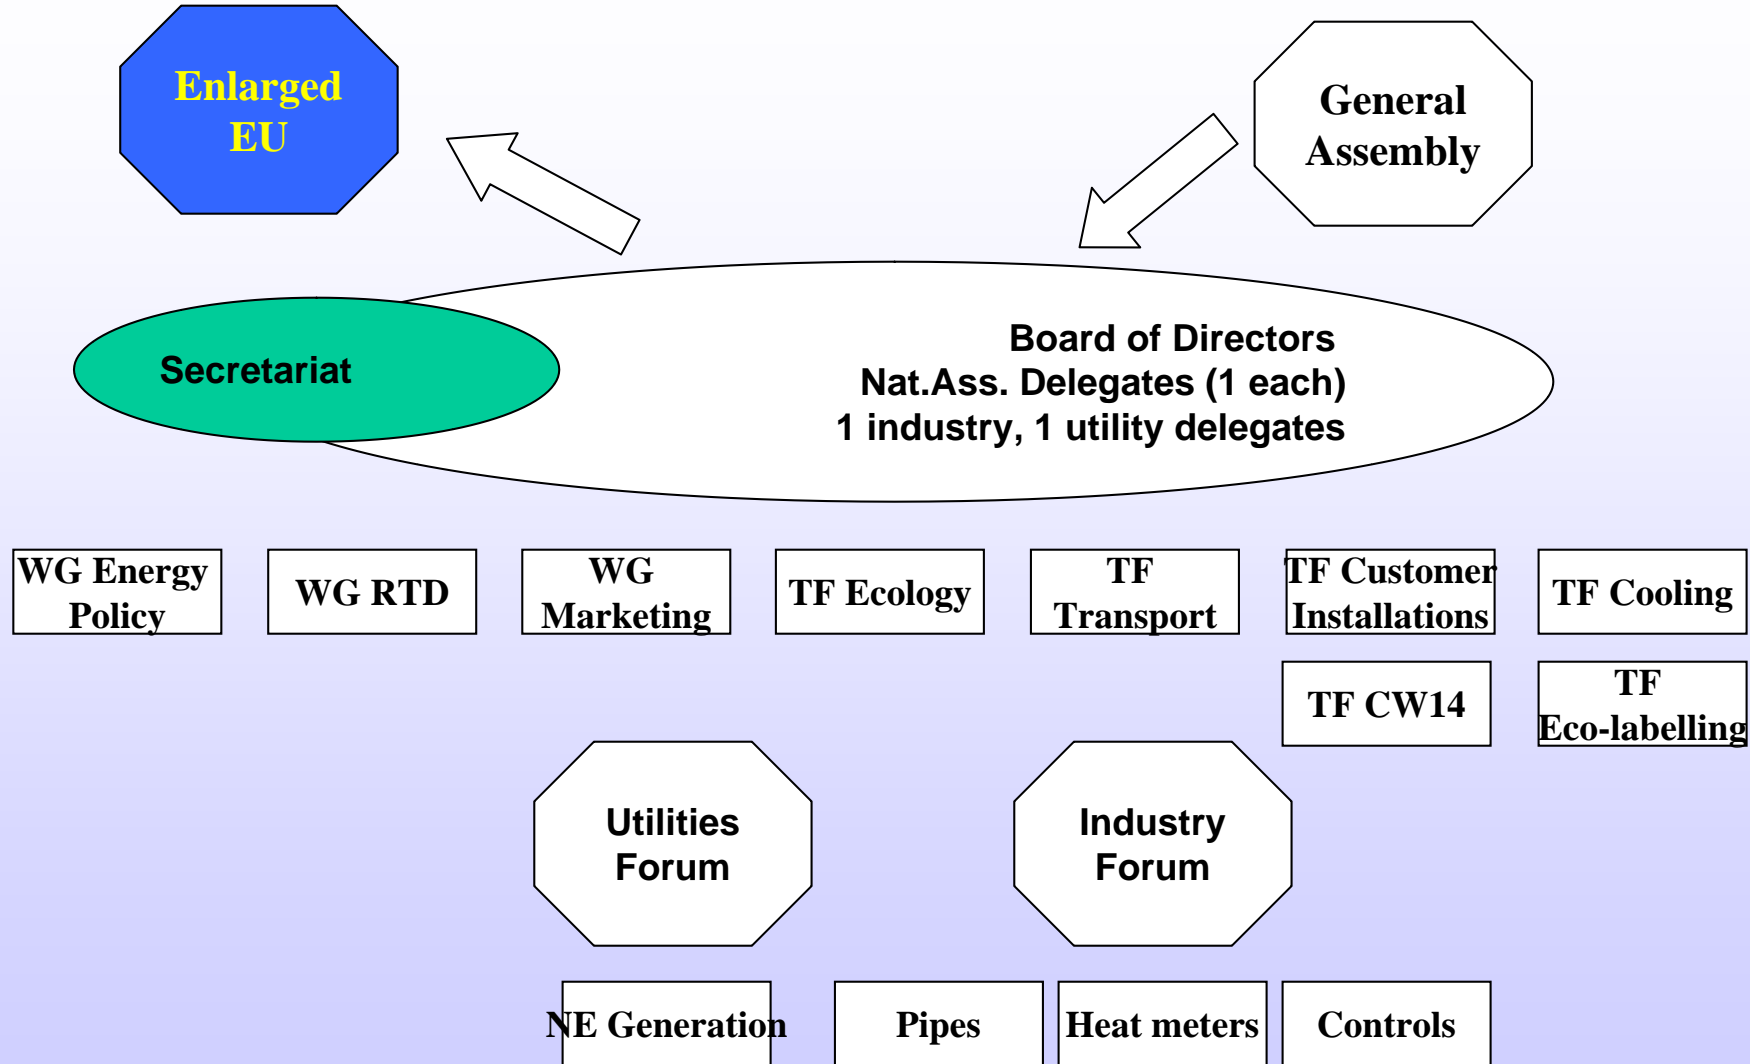 Enlarged
EU
General
Assembly
Secretariat
Board of Directors
Nat.Ass. Delegates (1 each)
1 industry, 1 utility delegates
WG Energy
Policy
WG RTD
WG
Marketing
TF Ecology
TF
Transport
TF Customer
Installations
TF Cooling
TF CW14
TF
Eco-labelling
Utilities
Forum
Industry
Forum
NE Generation
Pipes
Heat meters
Controls